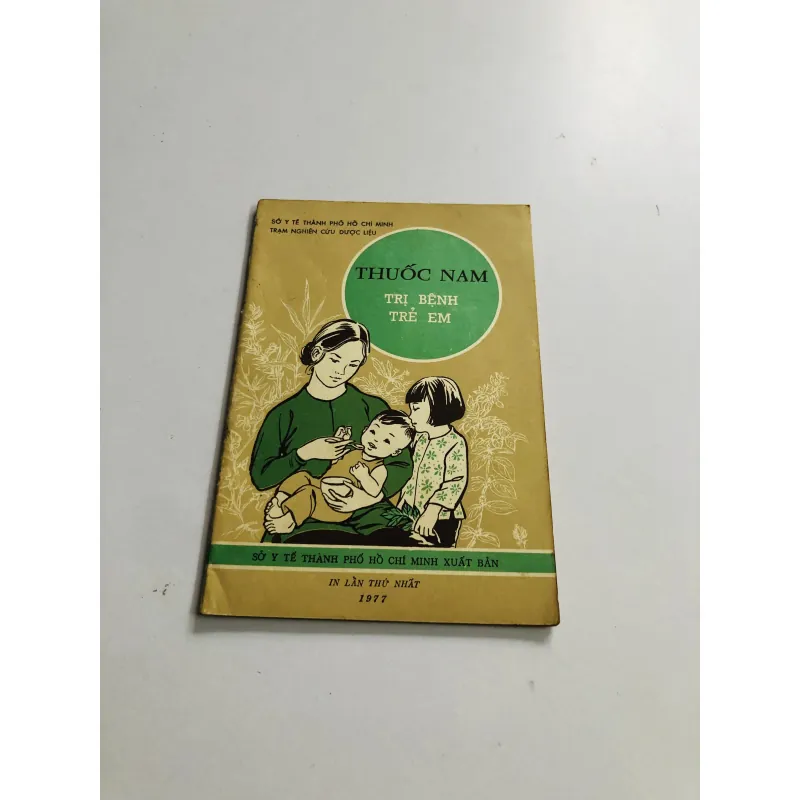 SỞ Y TẾ THÀNH PHỐ HỒ CHÍ MINH
TRẠM NGHIÊN CỨU DƯỢC LIỆU
THUỐC NAM
TRỊ BỆNH
TRẺ EM
SỞ Y TẾ THÀNH PHỐ HỒ CHÍ MINH XUẤT BẢN
IN LẦN THỨ NHẤT
1977